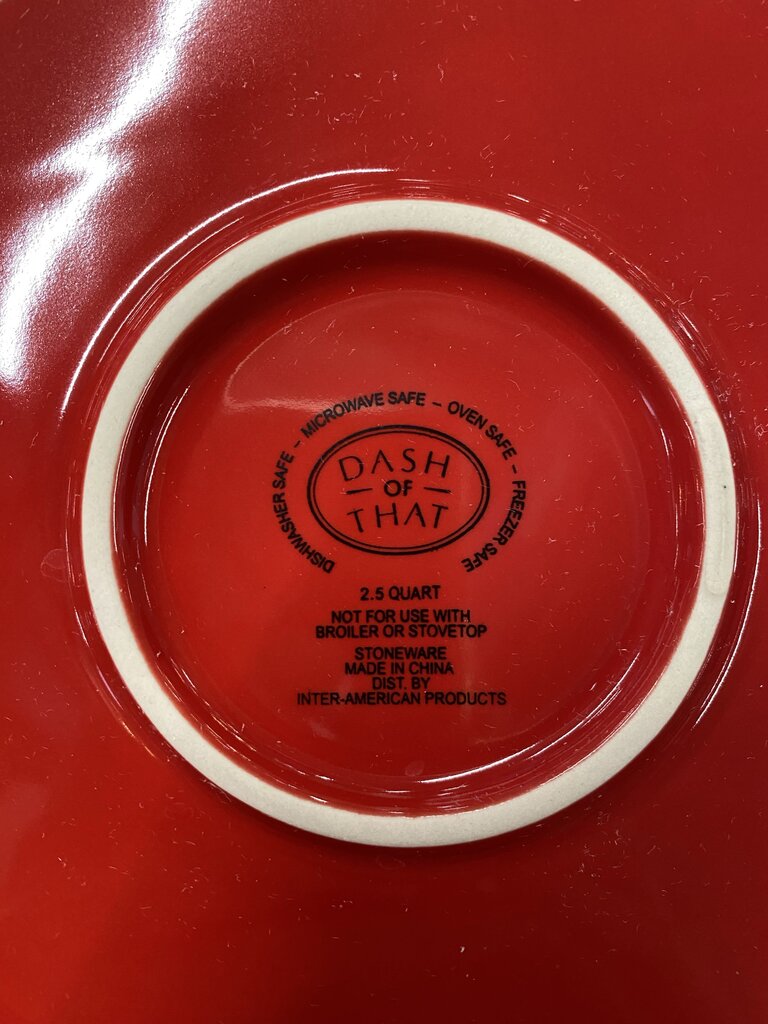 DISHWASHER SAFE – MICROWAVE SAFE – OVEN SAFE – FREEZER SAFE
DASH
– OF –
THAT
2.5 QUART
NOT FOR USE WITH
BROILER OR STOVETOP
STONEWARE
MADE IN CHINA
DIST. BY
INTER-AMERICAN PRODUCTS